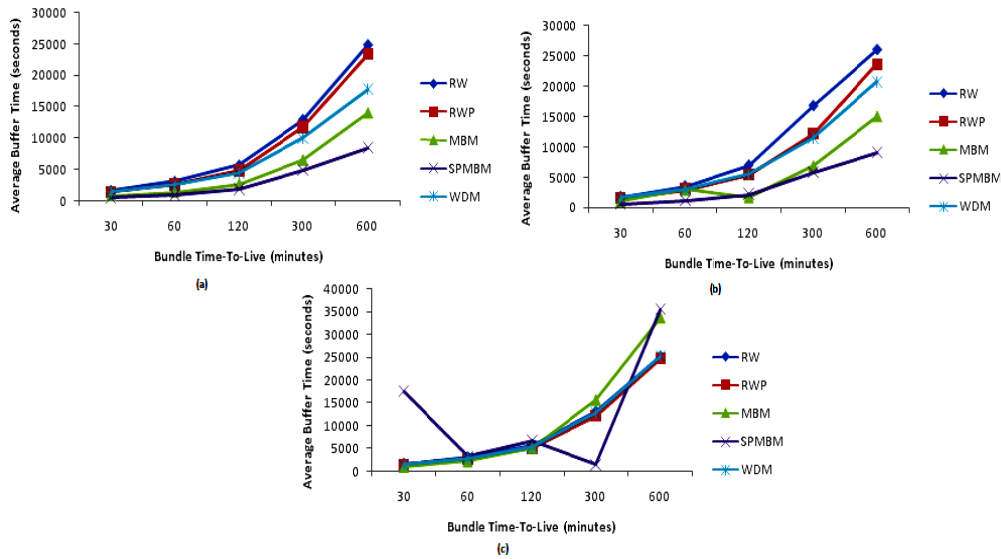 30000
25000
20000
15000
10000
5000
0
Average Buffer Time (seconds)
30 60 120 300 600
Bundle Time-To-Live (minutes)
RW
RWP
MBM
SPMBM
WDM
(a)
30000
25000
20000
15000
10000
5000
0
Average Buffer Time (seconds)
30 60 120 300 600
Bundle Time-To-Live (minutes)
RW
RWP
MBM
SPMBM
WDM
(b)
40000
35000
30000
25000
20000
15000
10000
5000
0
Average Buffer Time (seconds)
30 60 120 300 600
Bundle Time-To-Live (minutes)
RW
RWP
MBM
SPMBM
WDM
(c)